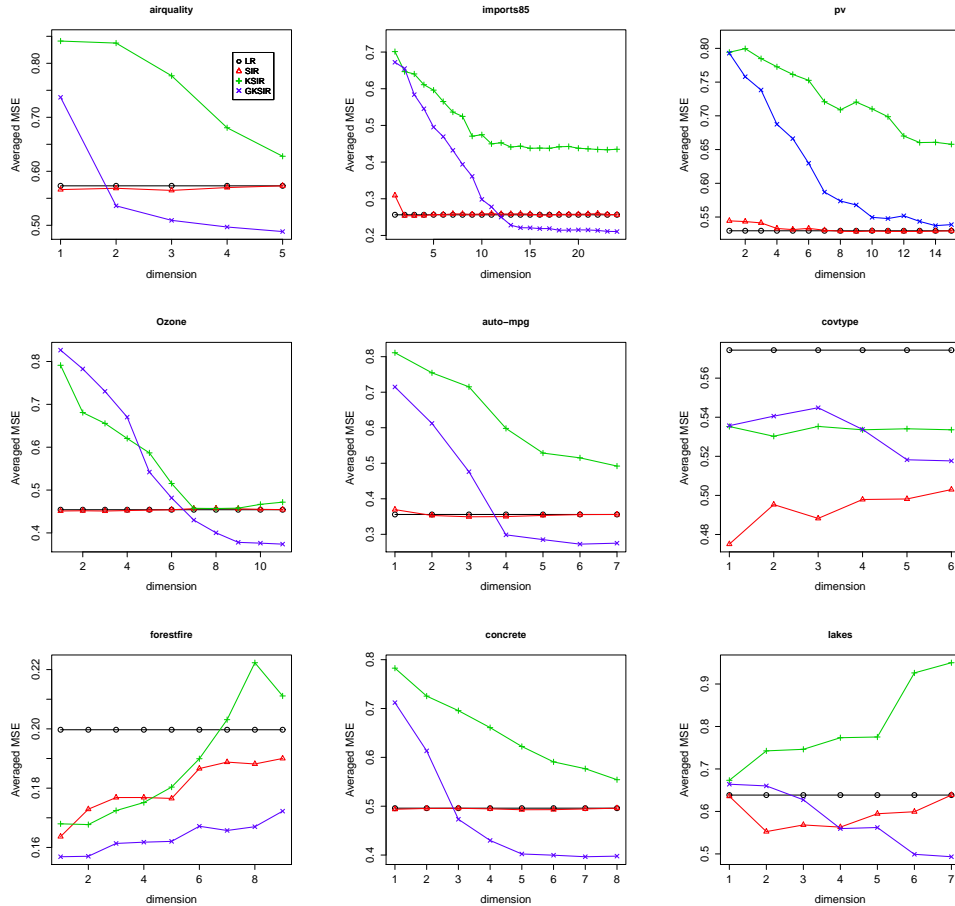 airquality
Averaged MSE
0.50 0.60 0.70 0.80
LR
SIR
KSIR
GKSIR
1 2 3 4 5
dimension
imports85
Averaged MSE
0.2 0.3 0.4 0.5 0.6 0.7
5 10 15 20
dimension
pv
Averaged MSE
0.55 0.60 0.65 0.70 0.75 0.80
2 4 6 8 10 12 14
dimension
Ozone
Averaged MSE
0.4 0.5 0.6 0.7 0.8
2 4 6 8 10
dimension
auto−mpg
Averaged MSE
0.3 0.4 0.5 0.6 0.7 0.8
1 2 3 4 5 6 7
dimension
covtype
Averaged MSE
0.48 0.50 0.52 0.54 0.56
1 2 3 4 5 6
dimension
forestfire
Averaged MSE
0.16 0.18 0.20 0.22
2 4 6 8
dimension
concrete
Averaged MSE
0.4 0.5 0.6 0.7 0.8
1 2 3 4 5 6 7 8
dimension
lakes
Averaged MSE
0.5 0.6 0.7 0.8 0.9
1 2 3 4 5 6 7
dimension